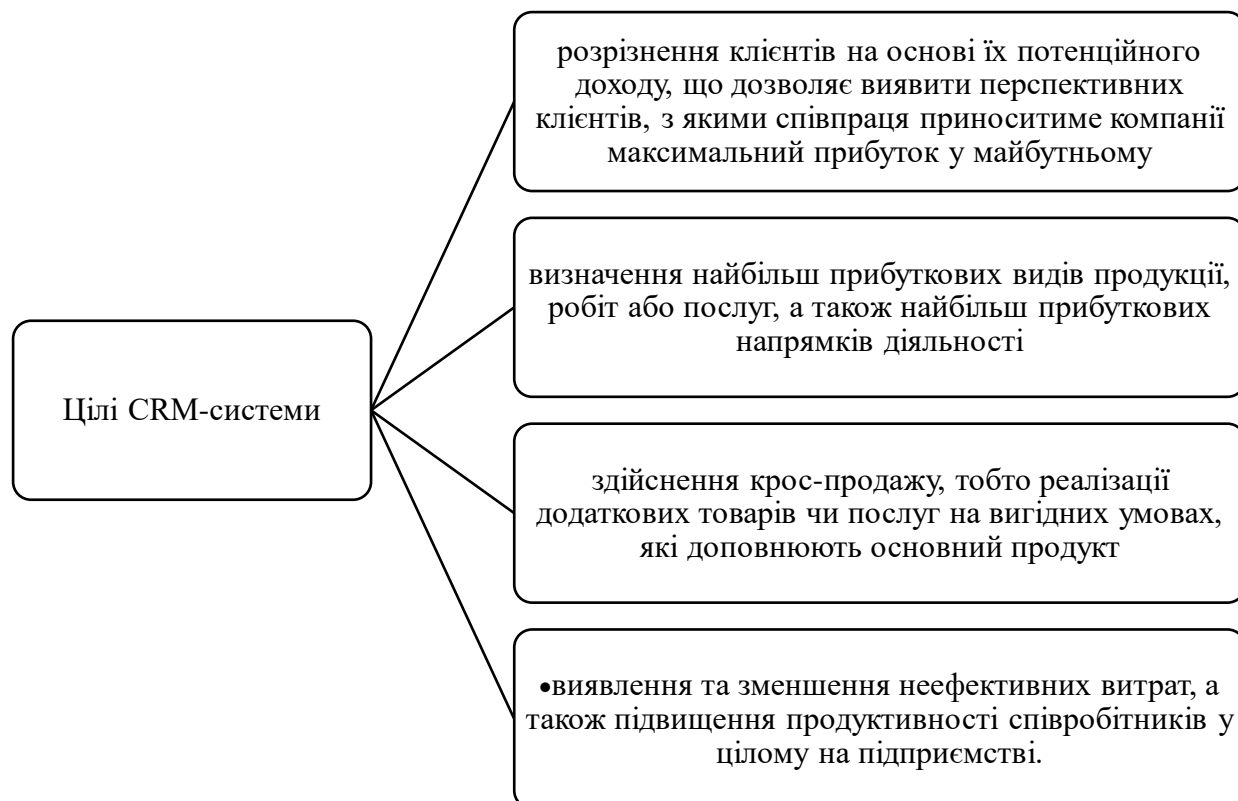 розрізнення клієнтів на основі їх потенційного
доходу, що дозволяє виявити перспективних
клієнтів, з якими співпраця приноситиме компанії
максимальний прибуток у майбутньому
визначення найбільш прибуткових видів продукції,
робіт або послуг, а також найбільш прибуткових
напрямків діяльності
Цілі CRM-системи
здійснення крос-продажу, тобто реалізації
додаткових товарів чи послуг на вигідних умовах,
які доповнюють основний продукт
•виявлення та зменшення неефективних витрат, а
також підвищення продуктивності співробітників у
цілому на підприємстві.